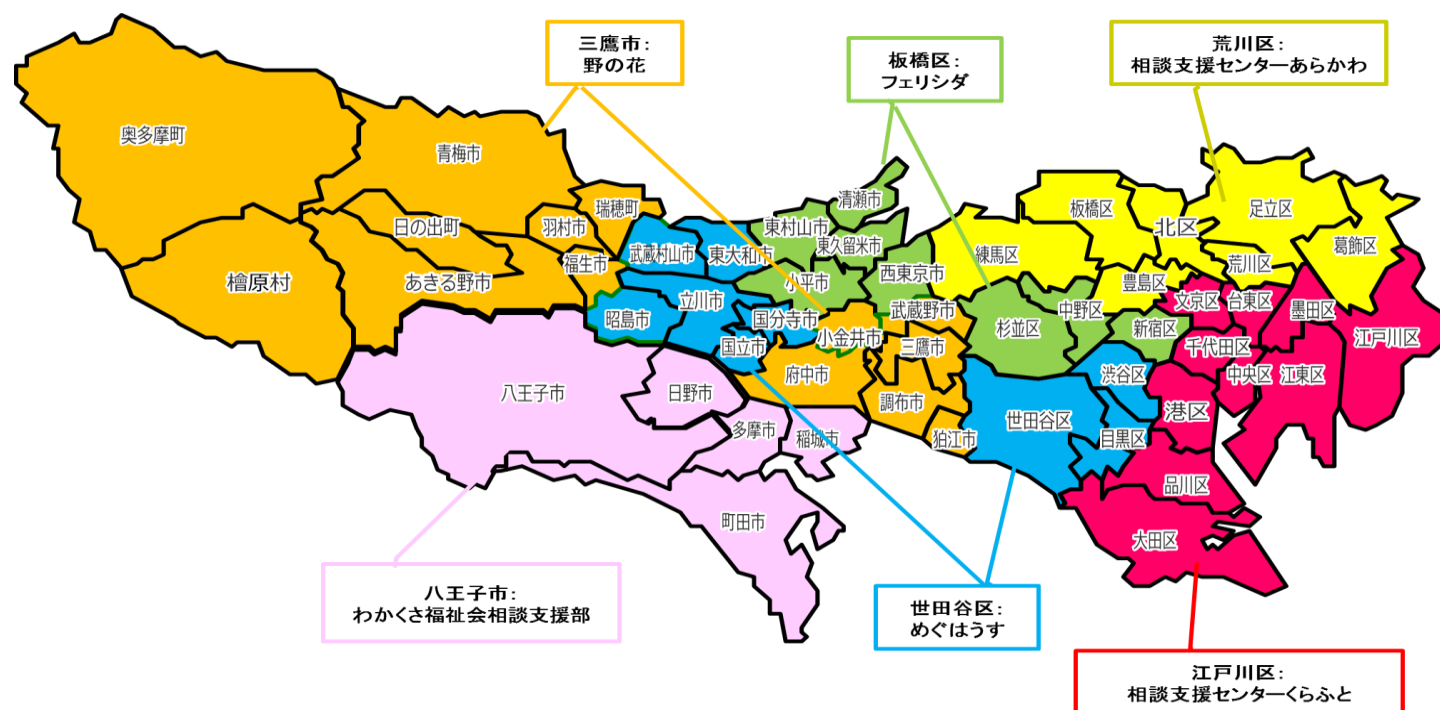 三鷹市：
野の花
板橋区：
フェリシダ
荒川区：
相談支援センターあらかわ
奥多摩町
青梅市
瑞穂町
羽村市
日の出町
福生市
あきる野市
檜原村
武蔵村山市
東大和市
東村山市
清瀬市
東久留米市
小平市
西東京市
立川市
昭島市
国分寺市
国立市
小金井市
武蔵野市
三鷹市
府中市
調布市
狛江市
八王子市
日野市
多摩市
稲城市
町田市
練馬区
板橋区
北区
足立区
葛飾区
荒川区
豊島区
中野区
杉並区
新宿区
文京区
台東区
墨田区
江戸川区
千代田区
中央区
江東区
渋谷区
港区
世田谷区
目黒区
品川区
大田区
八王子市：
わかくさ福祉会相談支援部
世田谷区：
めぐはうす
江戸川区：
相談支援センターくらふと